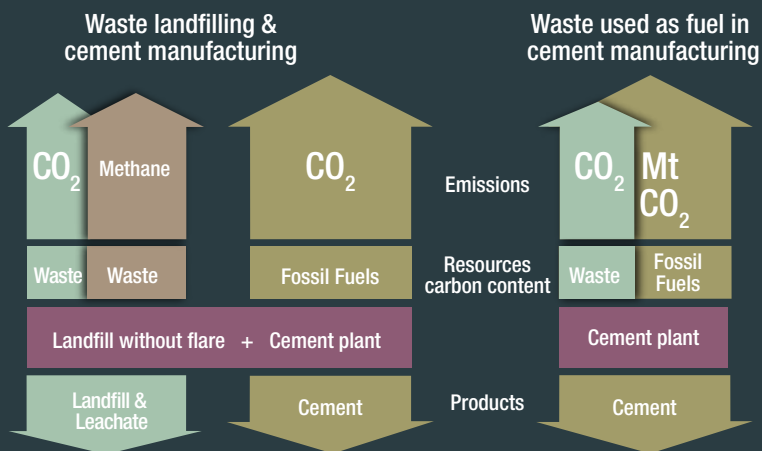 Waste landfilling &
cement manufacturing
Waste used as fuel in
cement manufacturing
CO₂
Methane
CO₂
Emissions
CO₂
Mt
CO₂
Waste
Waste
Fossil Fuels
Resources
carbon content
Waste
Fossil
Fuels
Landfill without flare + Cement plant
Cement plant
Landfill &
Leachate
Cement
Products
Cement